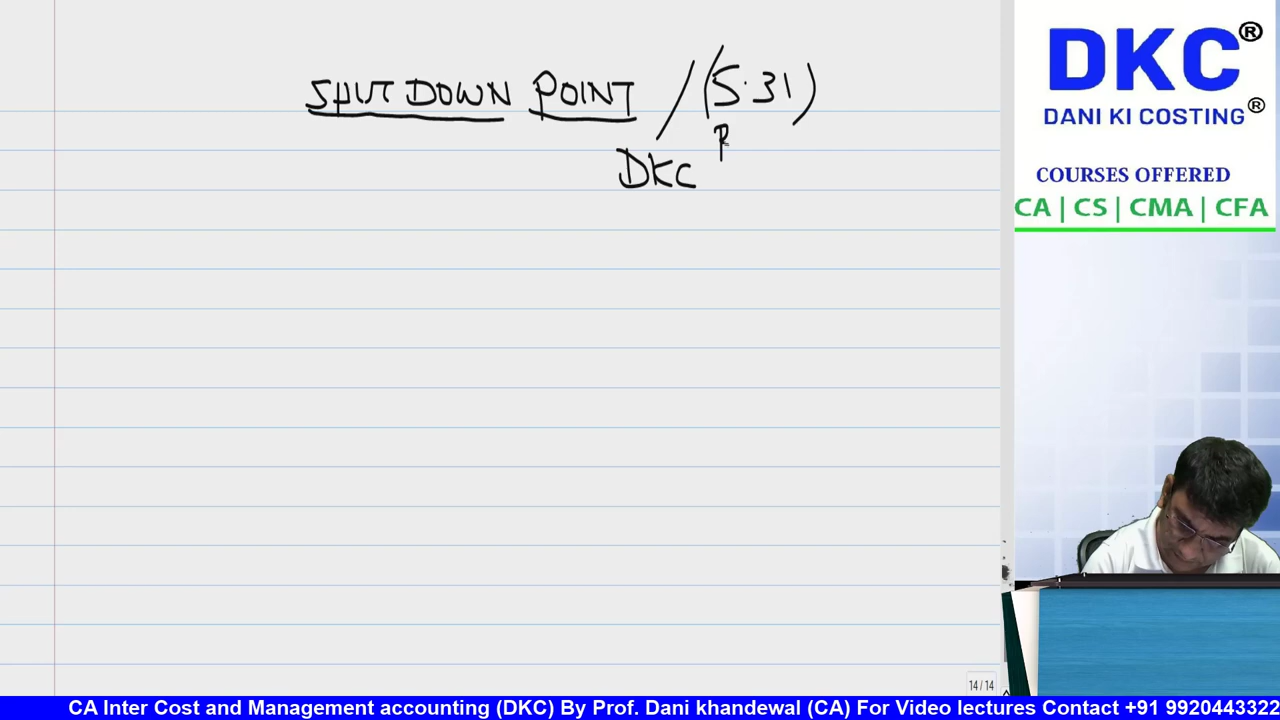 SHUT DOWN POINT / (5.31)
DKC
DKC®
DANI KI COSTING®
COURSES OFFERED
CA | CS | CMA | CFA
14 / 14
CA Inter Cost and Management accounting (DKC) By Prof. Dani khandewal (CA) For Video lectures Contact +91 9920443322